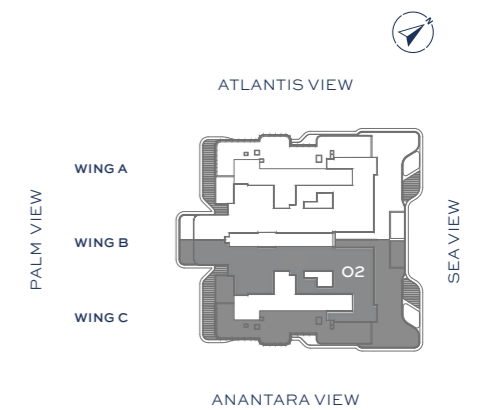 N
ATLANTIS VIEW
WING A
PALM VIEW
WING B
SEA VIEW
02
WING C
ANANTARA VIEW